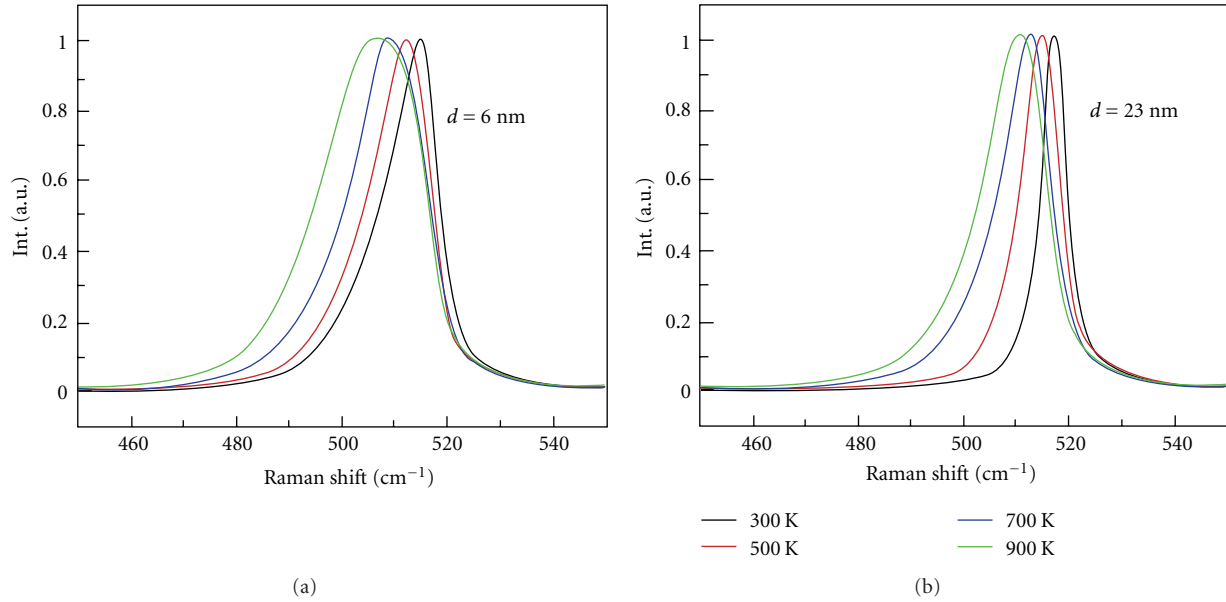 1
0.8
0.6
0.4
0.2
0
Int. (a.u.)
d = 6 nm
460 480 500 520 540
Raman shift (cm⁻¹)
(a)
1
0.8
0.6
0.4
0.2
0
Int. (a.u.)
d = 23 nm
460 480 500 520 540
Raman shift (cm⁻¹)
300 K 700 K
500 K 900 K
(b)